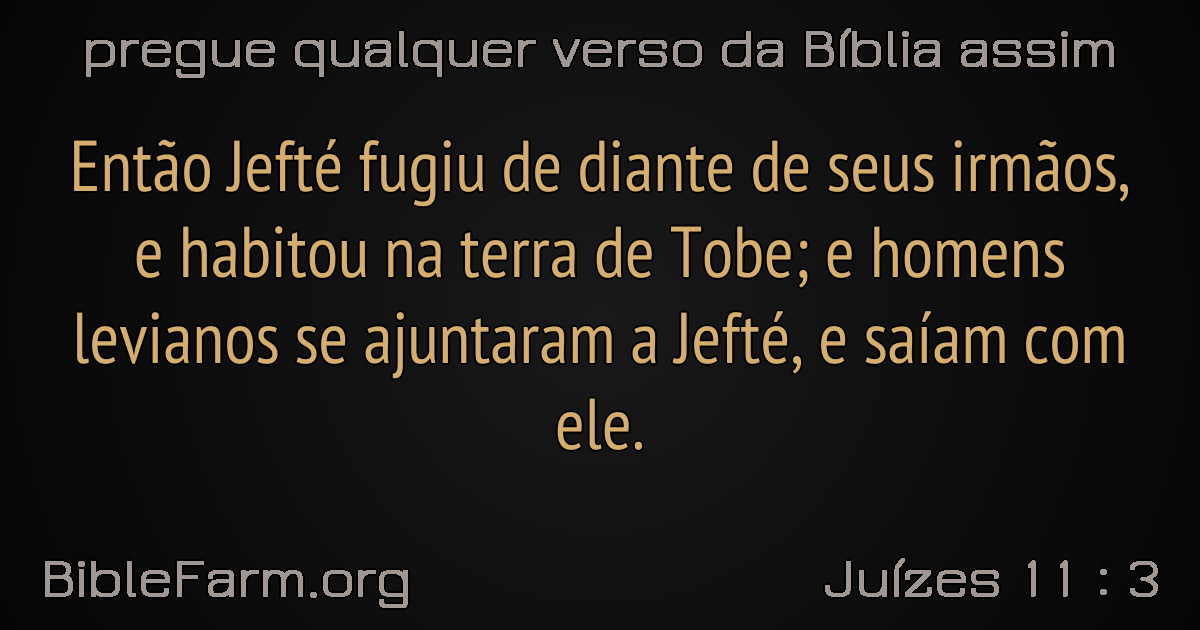 pregue qualquer verso da Bíblia assim
Então Jefté fugiu de diante de seus irmãos,
e habitou na terra de Tobe; e homens
levianos se ajuntaram a Jefté, e saíam com
ele.
BibleFarm.org
Juízes 11 : 3